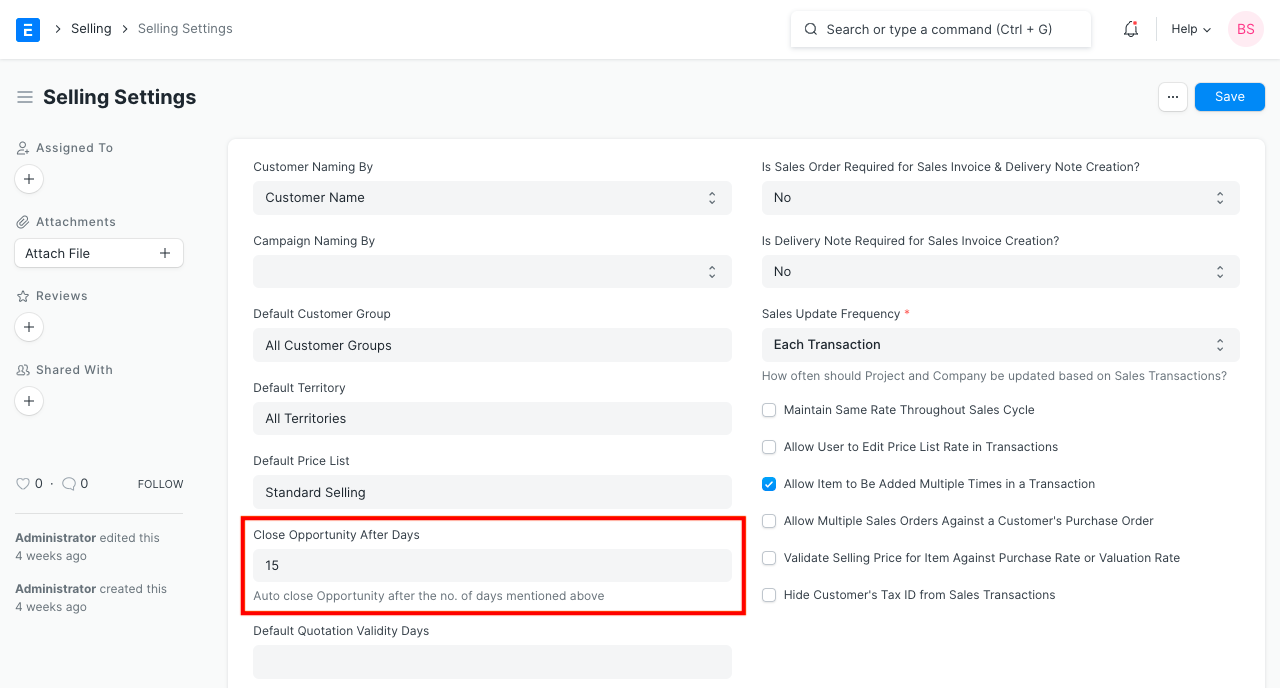 E
Selling
Selling Settings
Search or type a command (Ctrl + G)
Help
BS
Selling Settings
...
Save
Assigned To
Attachments
Attach File
Reviews
Shared With
0 · 0
FOLLOW
Administrator edited this
4 weeks ago
Administrator created this
4 weeks ago
Customer Naming By
Customer Name
Campaign Naming By
Default Customer Group
All Customer Groups
Default Territory
All Territories
Default Price List
Standard Selling
Close Opportunity After Days
15
Auto close Opportunity after the no. of days mentioned above
Default Quotation Validity Days
Is Sales Order Required for Sales Invoice & Delivery Note Creation?
No
Is Delivery Note Required for Sales Invoice Creation?
No
Sales Update Frequency *
Each Transaction
How often should Project and Company be updated based on Sales Transactions?
Maintain Same Rate Throughout Sales Cycle
Allow User to Edit Price List Rate in Transactions
Allow Item to Be Added Multiple Times in a Transaction
Allow Multiple Sales Orders Against a Customer's Purchase Order
Validate Selling Price for Item Against Purchase Rate or Valuation Rate
Hide Customer's Tax ID from Sales Transactions